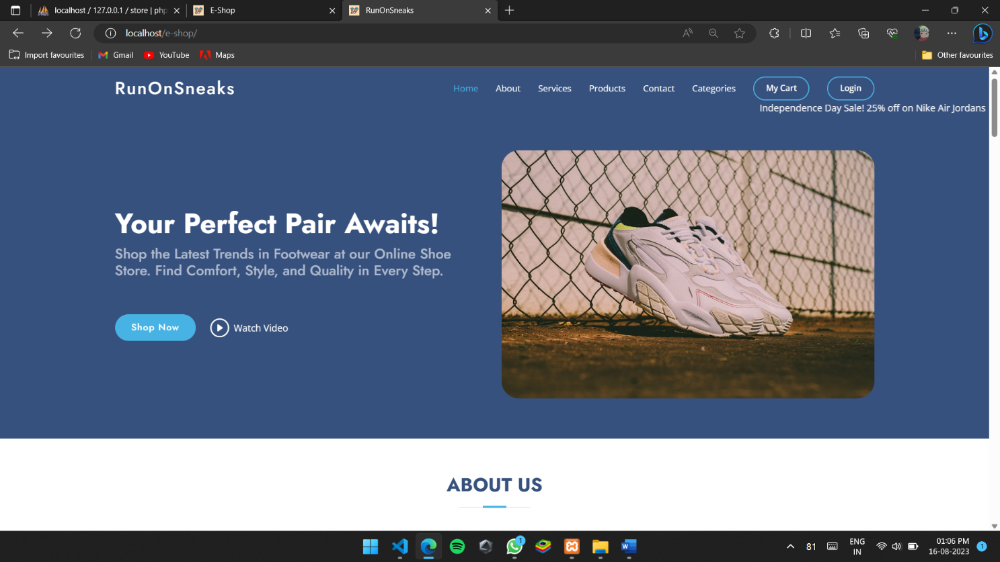 localhost / 127.0.0.1 / store | php
E-Shop
RunOnSneaks
localhost/e-shop/
Import favourites
Gmail
YouTube
Maps
Other favourites
RunOnSneaks
Home
About
Services
Products
Contact
Categories
My Cart
Login
Independence Day Sale! 25% off on Nike Air Jordans
Your Perfect Pair Awaits!
Shop the Latest Trends in Footwear at our Online Shoe
Store. Find Comfort, Style, and Quality in Every Step.
Shop Now
Watch Video
ABOUT US
1
81
ENG
IN
01:06 PM
16-08-2023
1